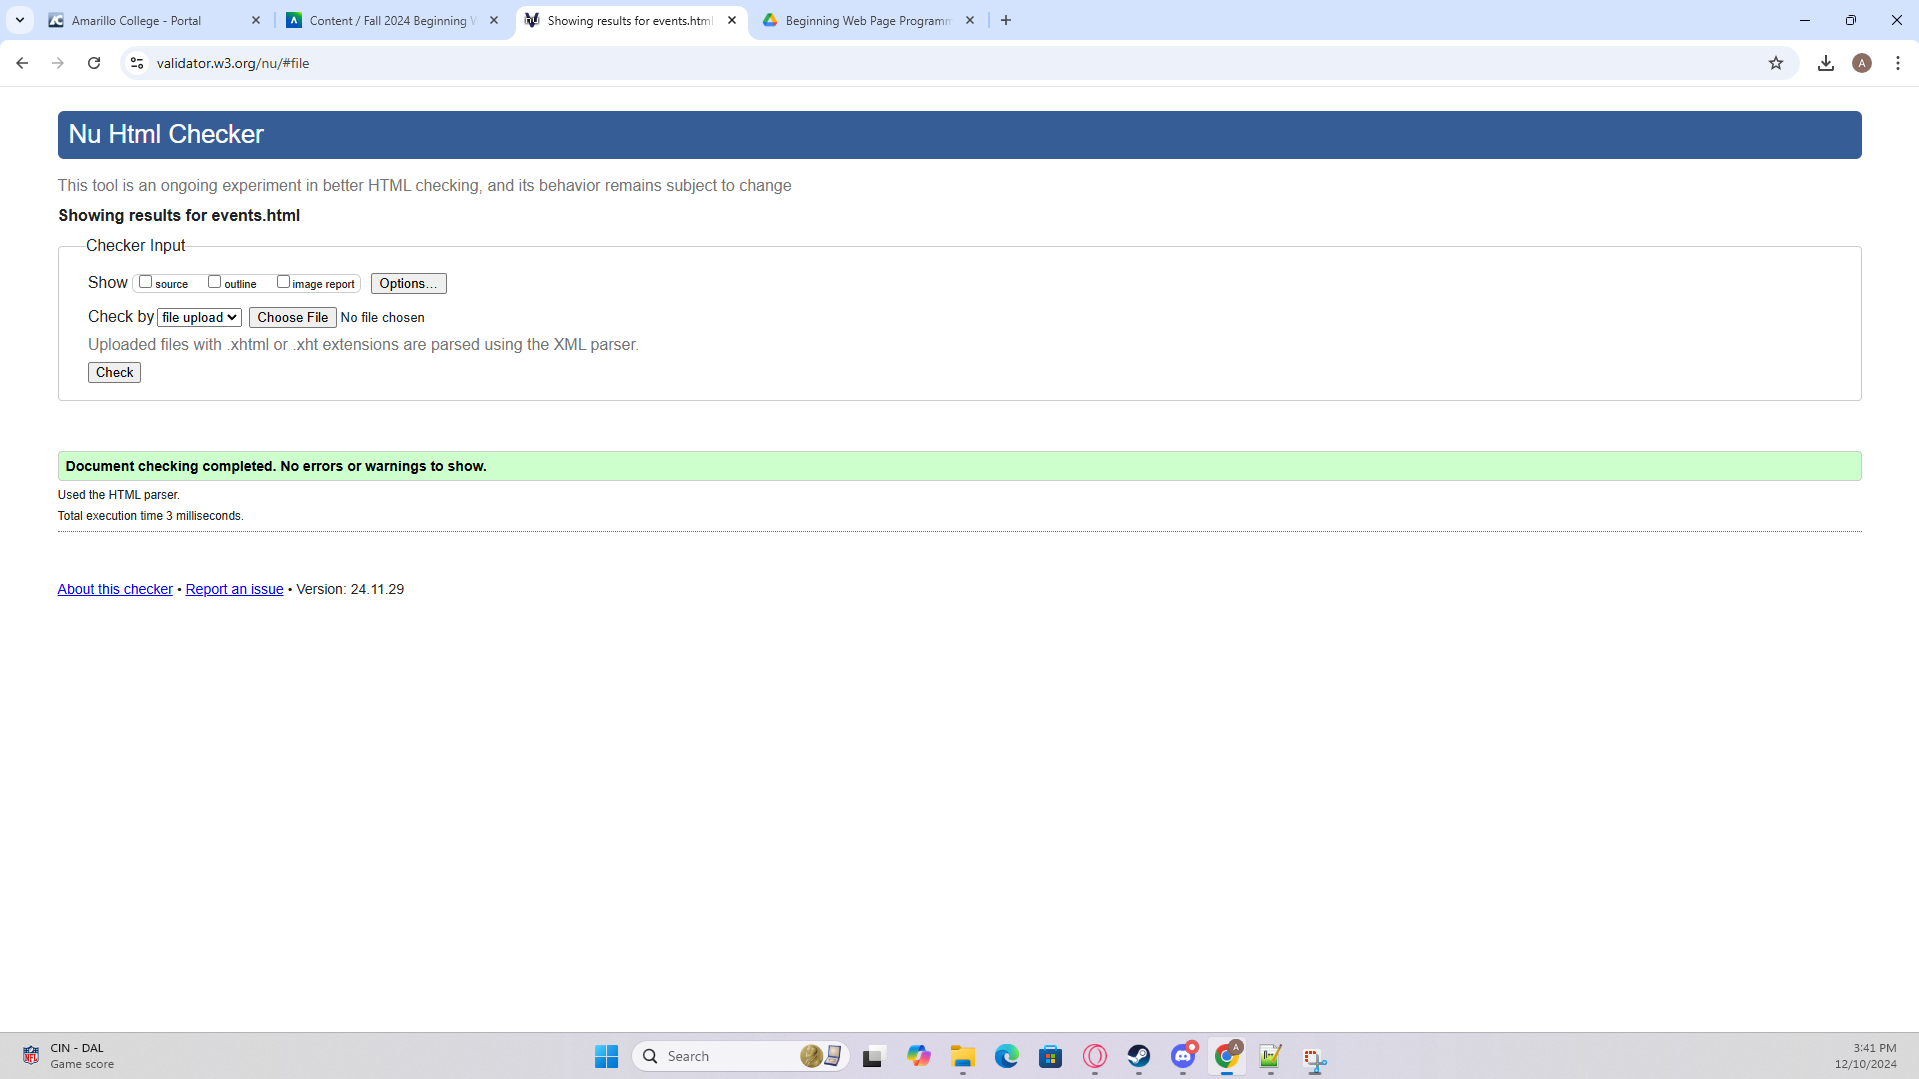 Amarillo College - Portal
Content / Fall 2024 Beginning W
Showing results for events.html
Beginning Web Page Programm
validator.w3.org/nu/#file
A
Nu Html Checker
This tool is an ongoing experiment in better HTML checking, and its behavior remains subject to change
Showing results for events.html
Checker Input
Show source outline image report Options...
Check by file upload Choose File No file chosen
Uploaded files with .xhtml or .xht extensions are parsed using the XML parser.
Check
Document checking completed. No errors or warnings to show.
Used the HTML parser.
Total execution time 3 milliseconds.
About this checker • Report an issue • Version: 24.11.29
CIN - DAL
Game score
Search
3:41 PM
12/10/2024